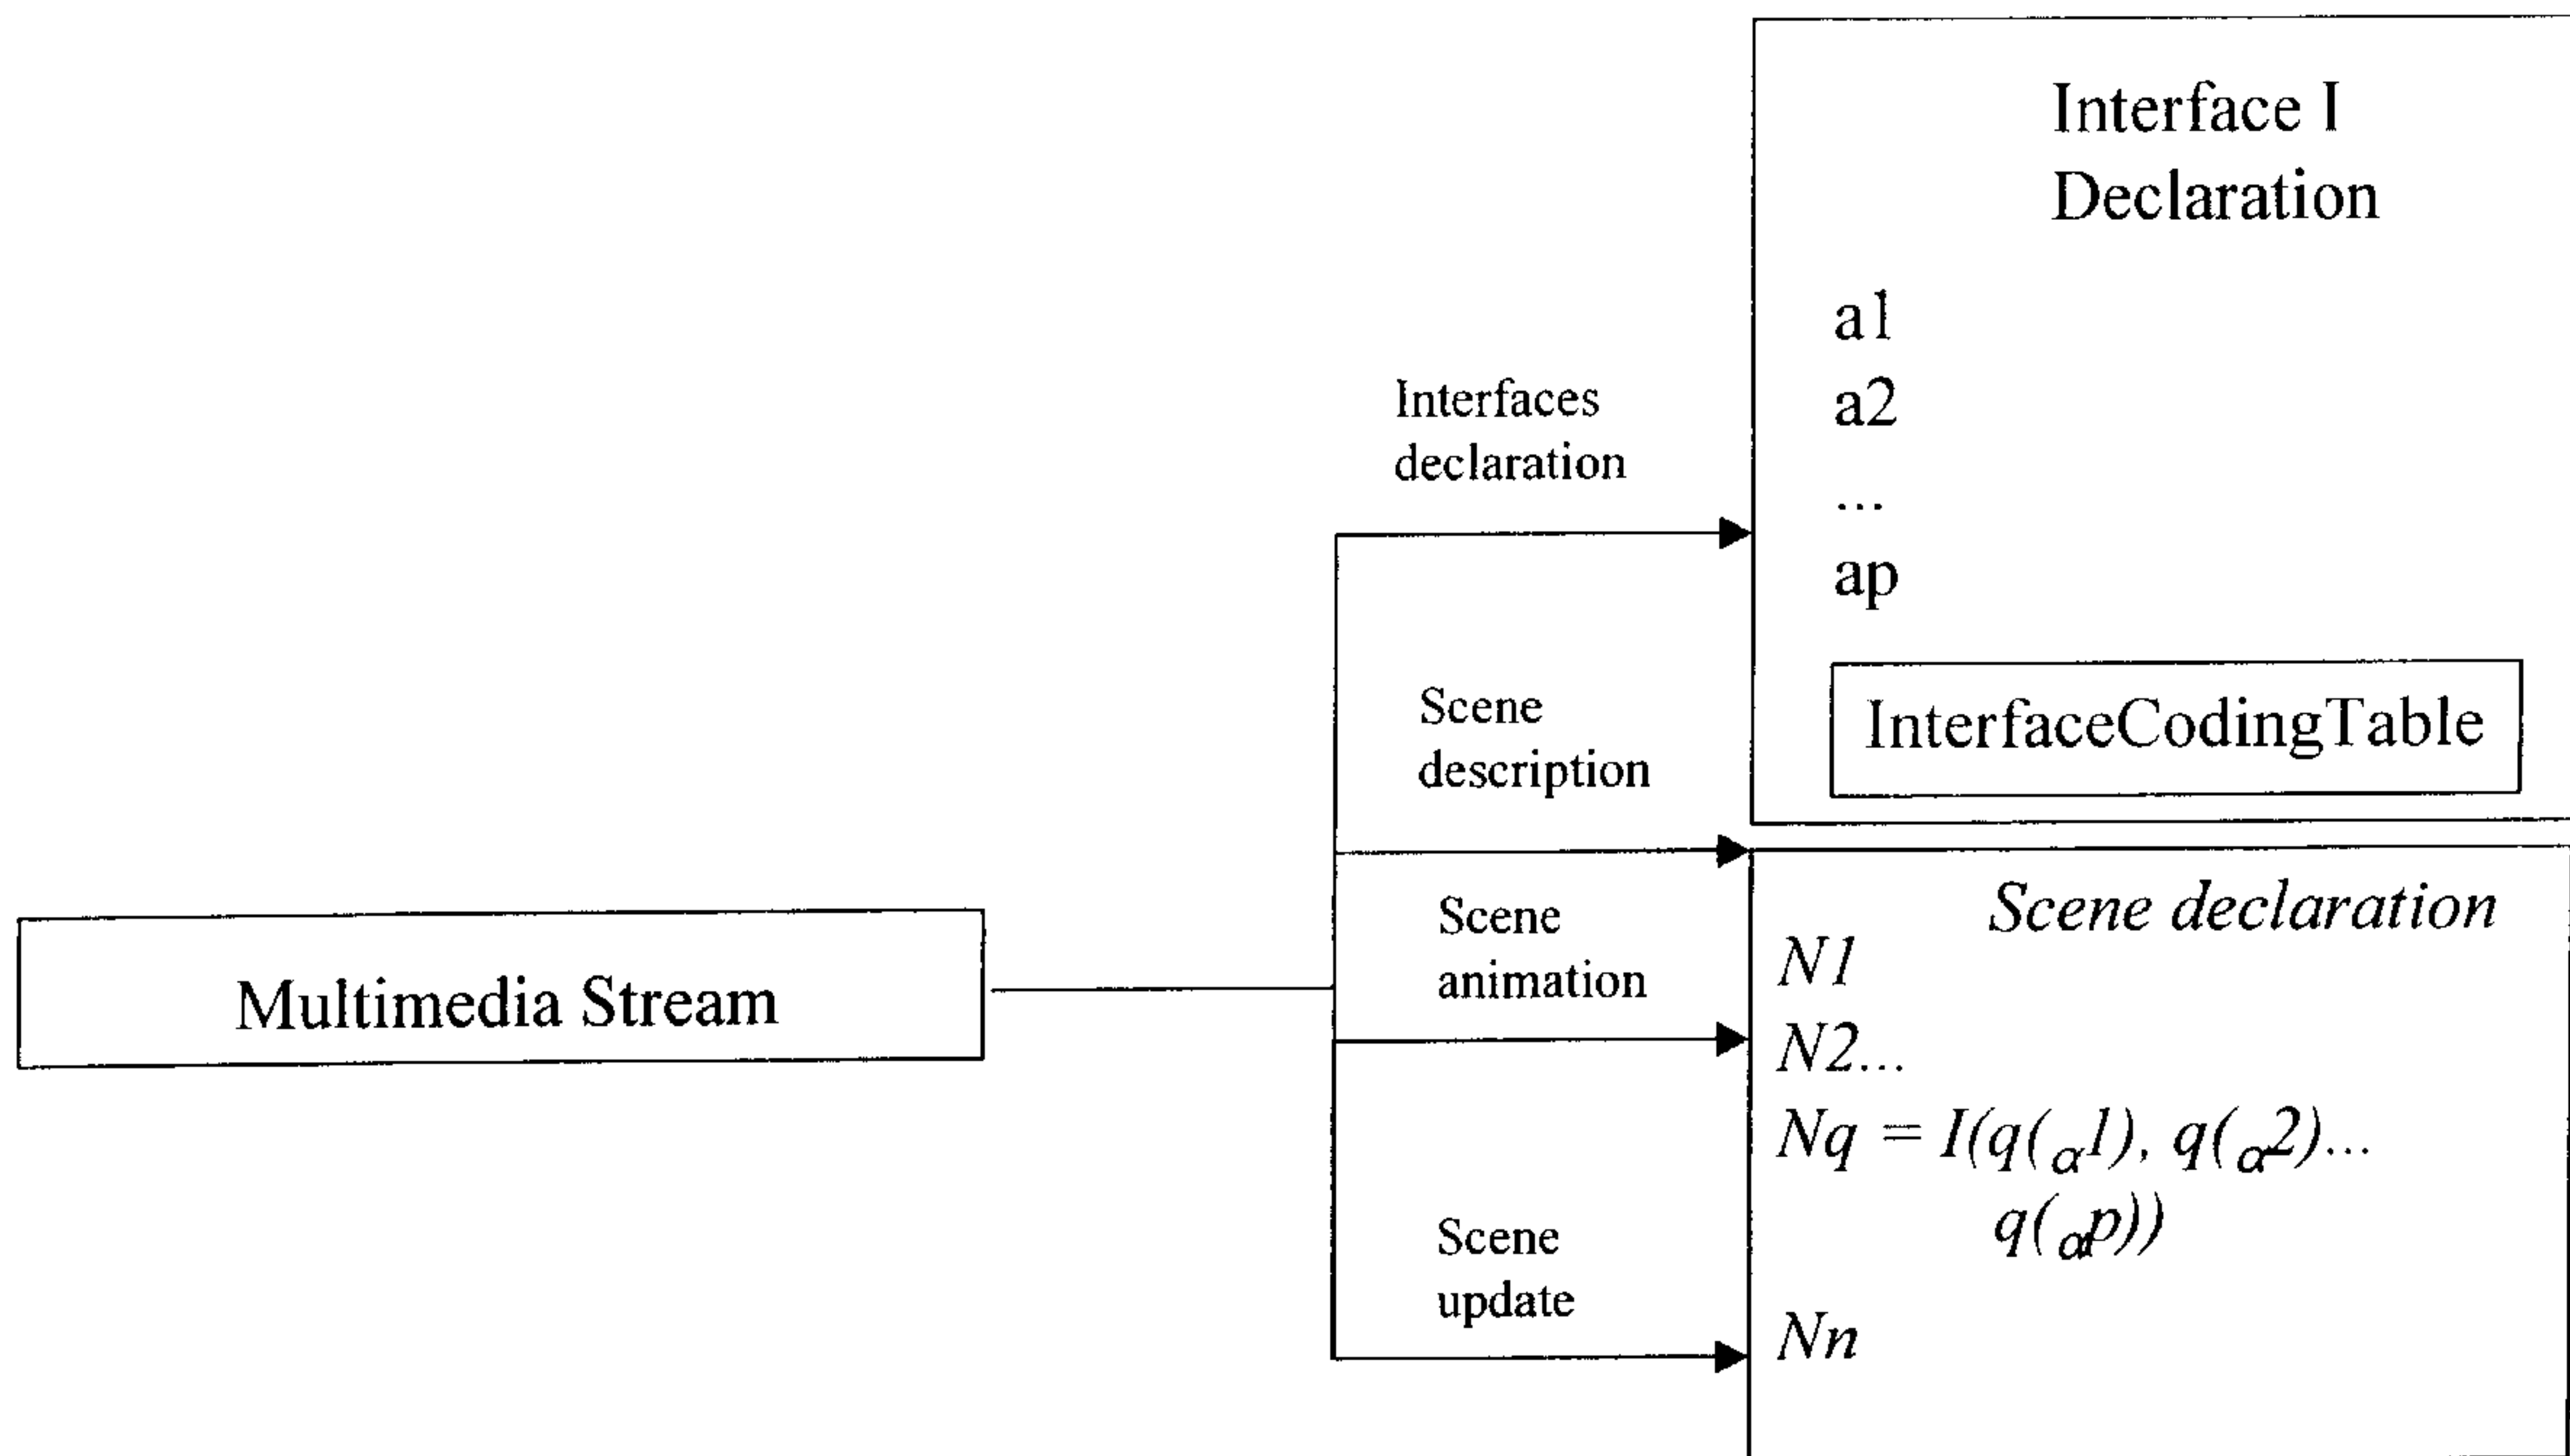 Interface I
Declaration
a1
a2
...
ap
InterfaceCodingTable
Interfaces
declaration
Scene
description
Scene
animation
Scene
update
Multimedia Stream
Scene declaration
N1
N2...
Nq = I(q(α1), q(α2)...
q(αp))
Nn